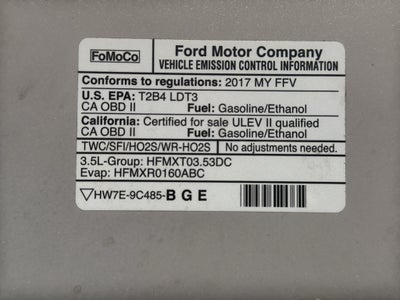 FoMoCo
Ford Motor Company
VEHICLE EMISSION CONTROL INFORMATION
Conforms to regulations: 2017 MY FFV
U.S. EPA: T2B4 LDT3
CA OBD II Fuel: Gasoline/Ethanol
California: Certified for sale ULEV II qualified
CA OBD II Fuel: Gasoline/Ethanol
TWC/SFI/HO2S/WR-HO2S No adjustments needed.
3.5L-Group: HFMXT03.53DC
Evap: HFMXR0160ABC
HW7E-9C485-B G E